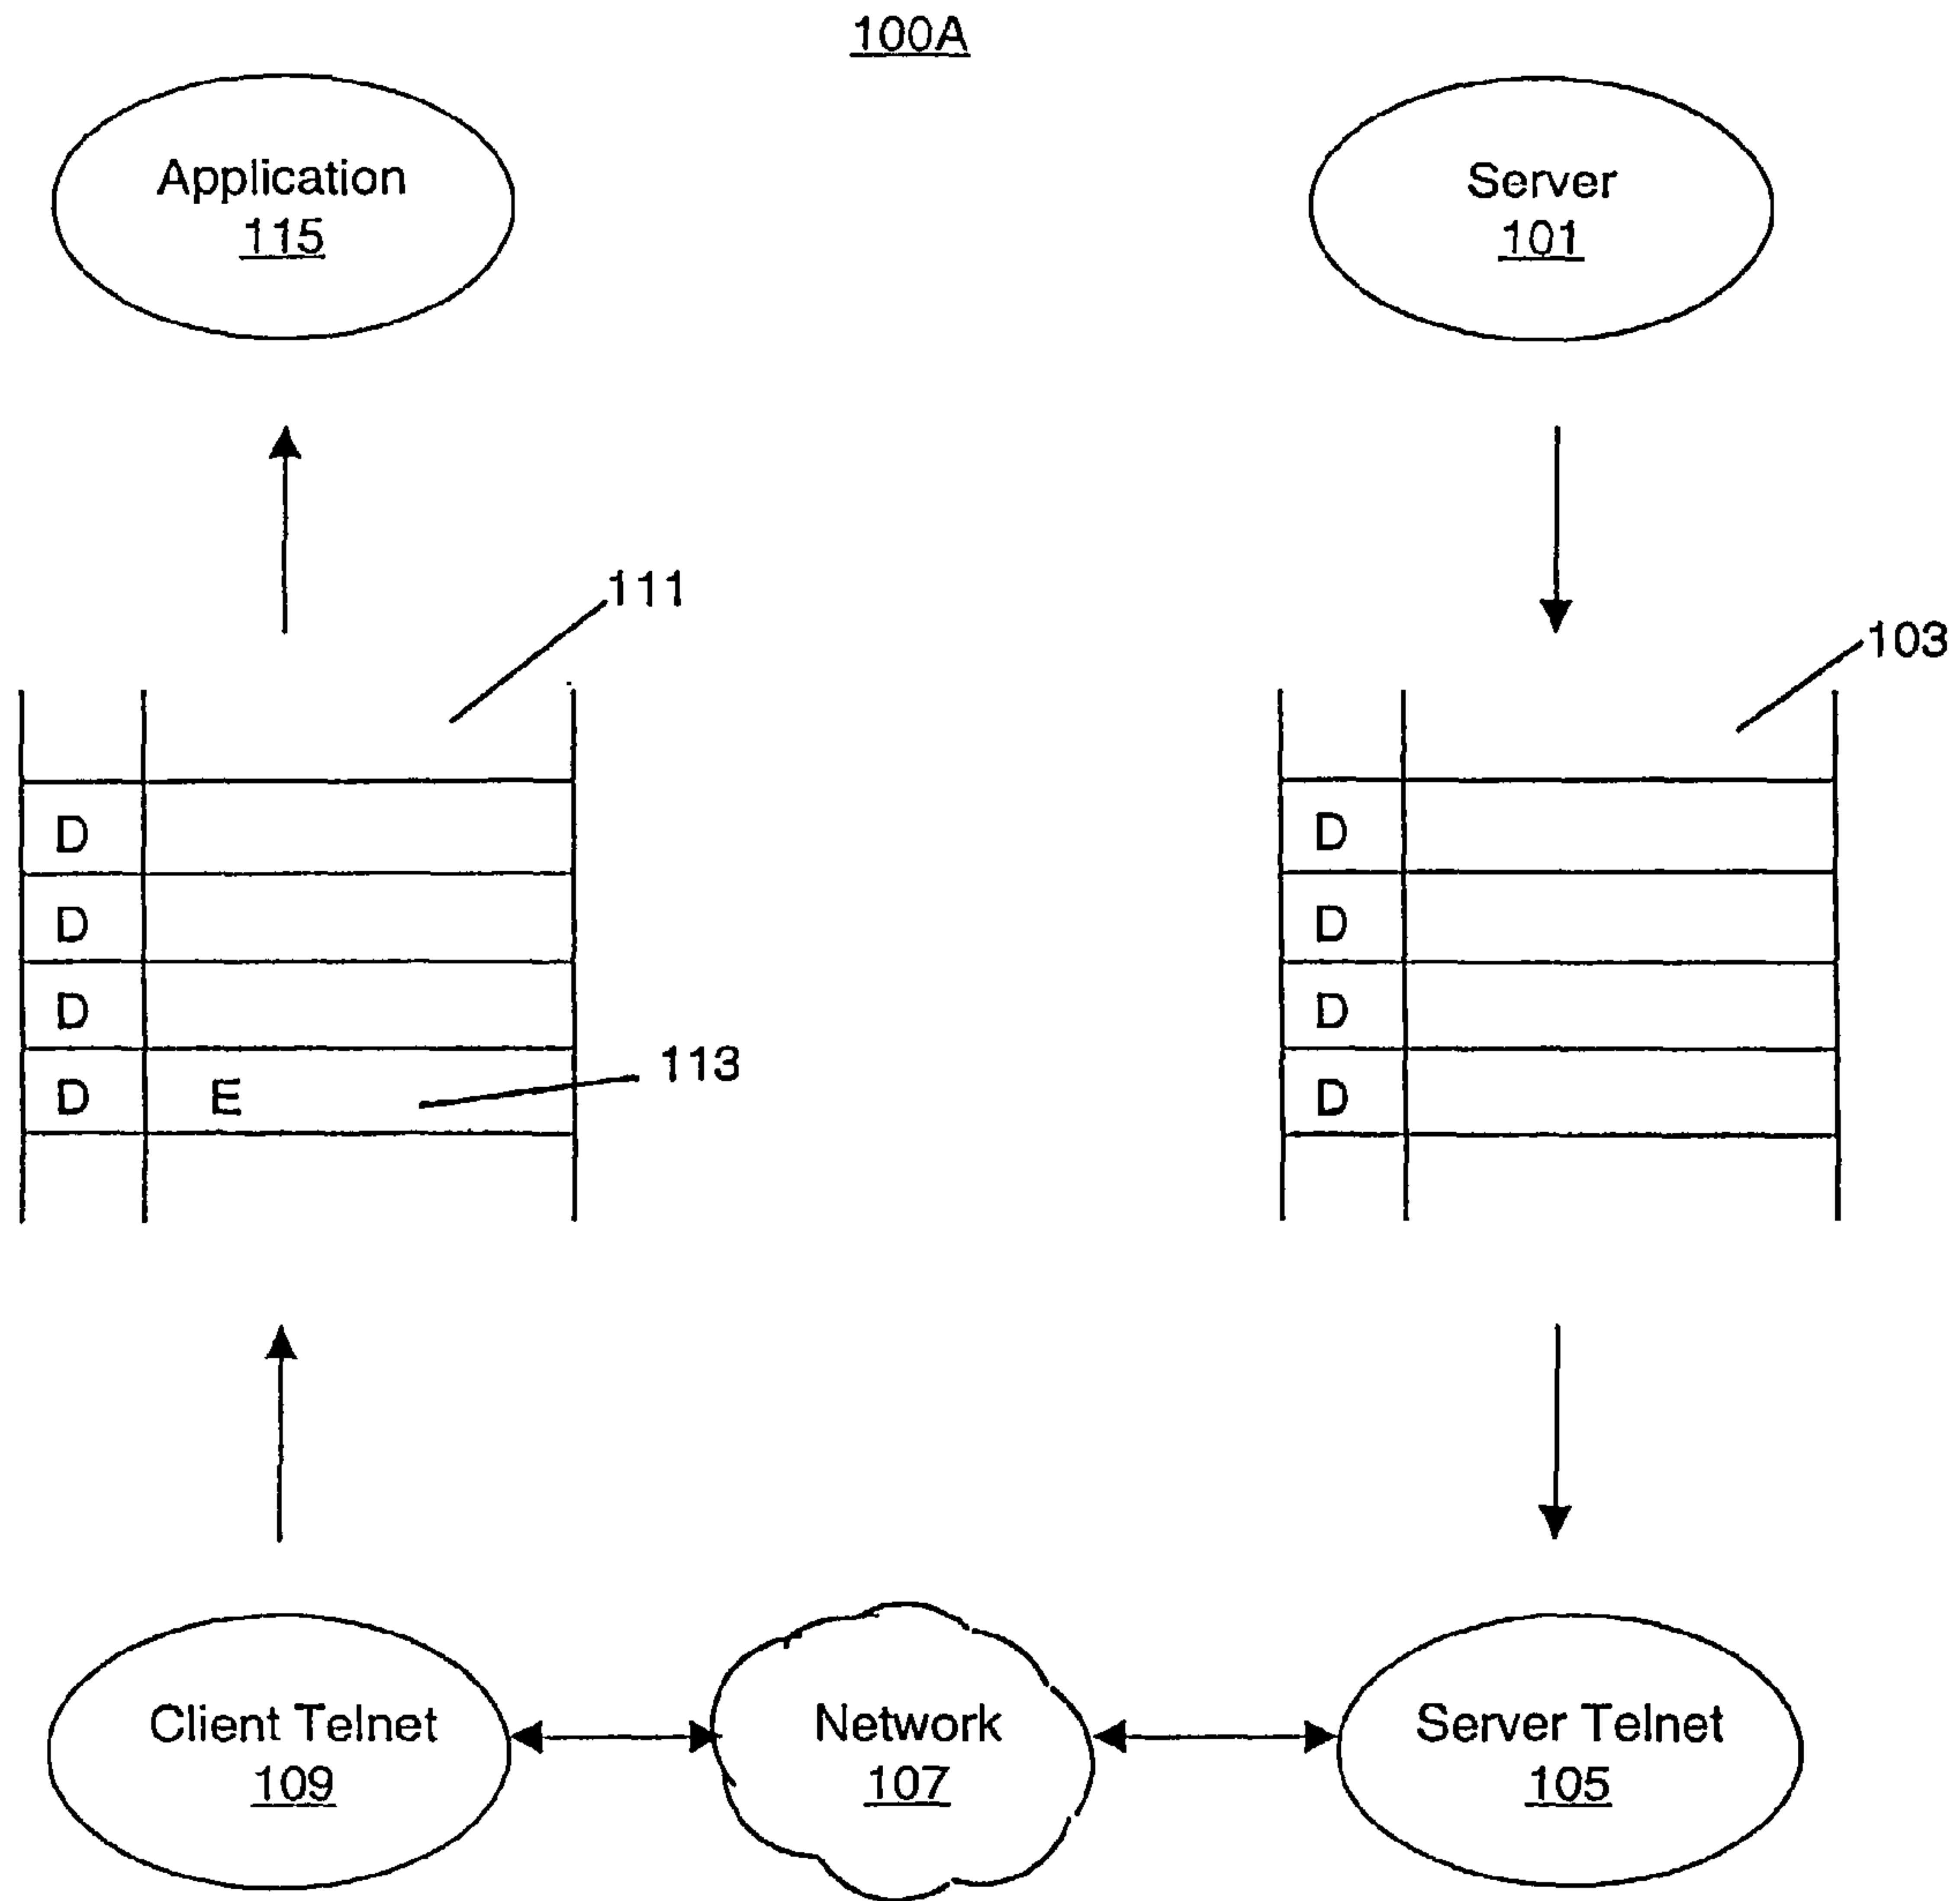 100A
Application
115
Server
101
111
103
D
D
D
D E
113
D
D
D
D
Client Telnet
109
Network
107
Server Telnet
105